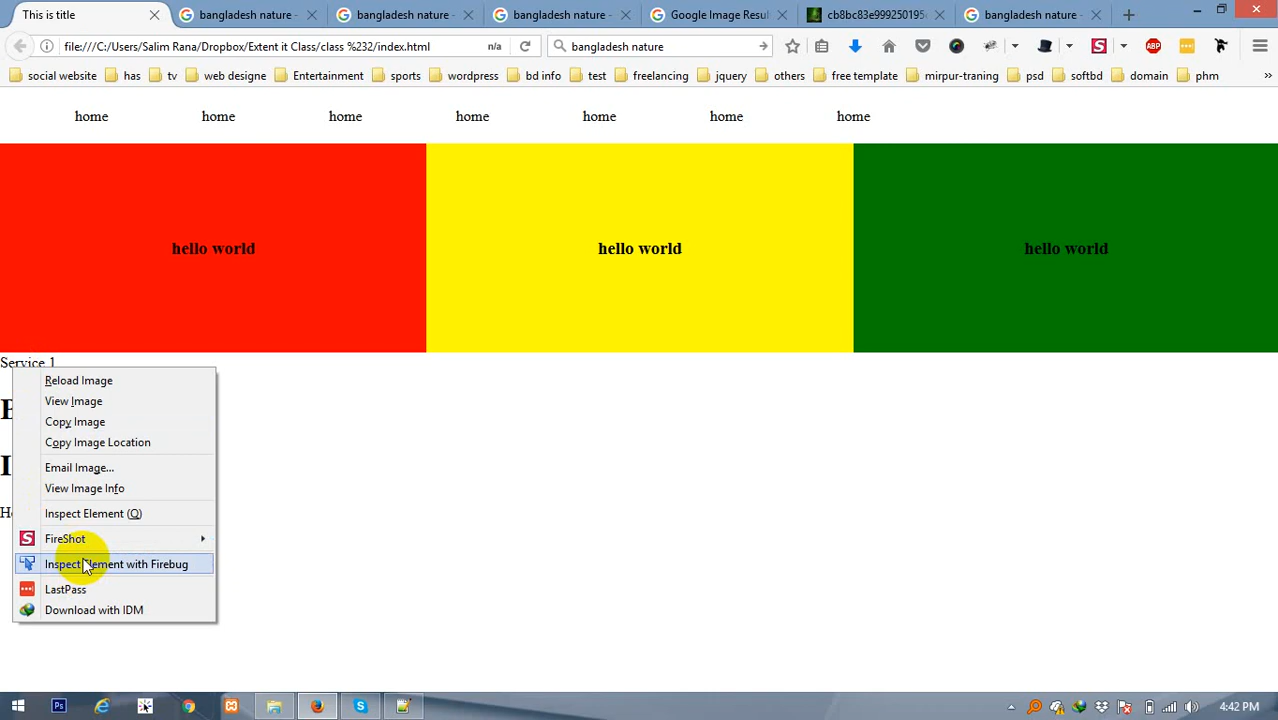 This is title
bangladesh nature -
bangladesh nature -
bangladesh nature -
Google Image Resul
cb8bc83e999250195
bangladesh nature -
file:///C:/Users/Salim Rana/Dropbox/Extent it Class/class %232/index.html
n/a
bangladesh nature
S
ABP
social website
has
tv
web designe
Entertainment
sports
wordpress
bd info
test
freelancing
jquery
others
free template
mirpur-traning
psd
softbd
domain
phm
»
home home home home home home home
hello world hello world hello world
Service 1
Reload Image
View Image
Copy Image
Copy Image Location
Email Image...
View Image Info
Inspect Element (Q)
S FireShot
Inspect Element with Firebug
LastPass
Download with IDM
Ps
4:42 PM